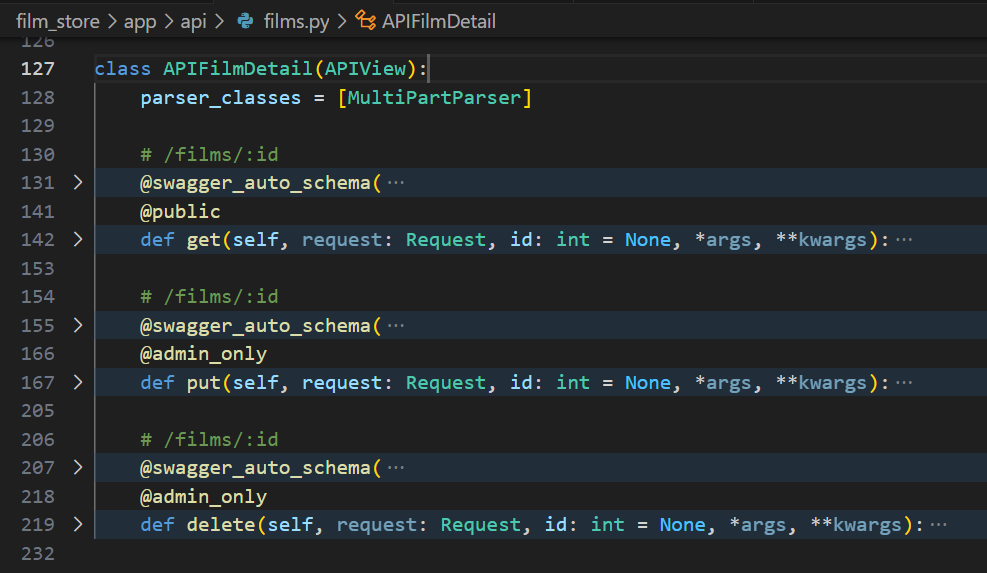 film_store > app > api > films.py > APIFilmDetail
126
127 class APIFilmDetail(APIView):
128 parser_classes = [MultiPartParser]
129
130 # /films/:id
131 > @swagger_auto_schema( ···
141 @public
142 > def get(self, request: Request, id: int = None, *args, **kwargs): ···
153
154 # /films/:id
155 > @swagger_auto_schema( ···
166 @admin_only
167 > def put(self, request: Request, id: int = None, *args, **kwargs): ···
205
206 # /films/:id
207 > @swagger_auto_schema( ···
218 @admin_only
219 > def delete(self, request: Request, id: int = None, *args, **kwargs): ···
232